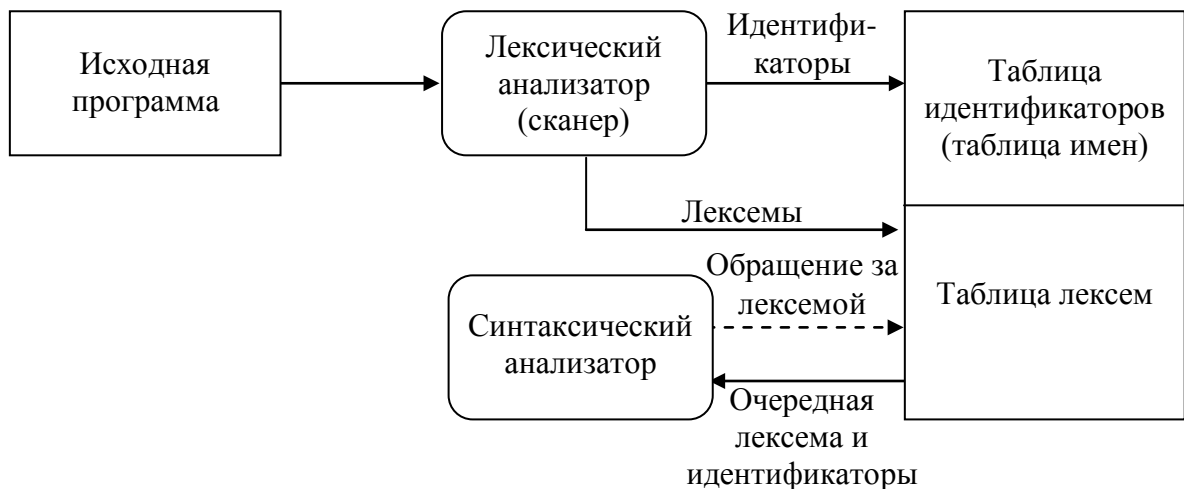 Исходная
программа
Лексический
анализатор
(сканер)
Идентифи-
каторы
Таблица
идентификаторов
(таблица имен)
Лексемы
Обращение за
лексемой
Таблица лексем
Синтаксический
анализатор
Очередная
лексема и
идентификаторы